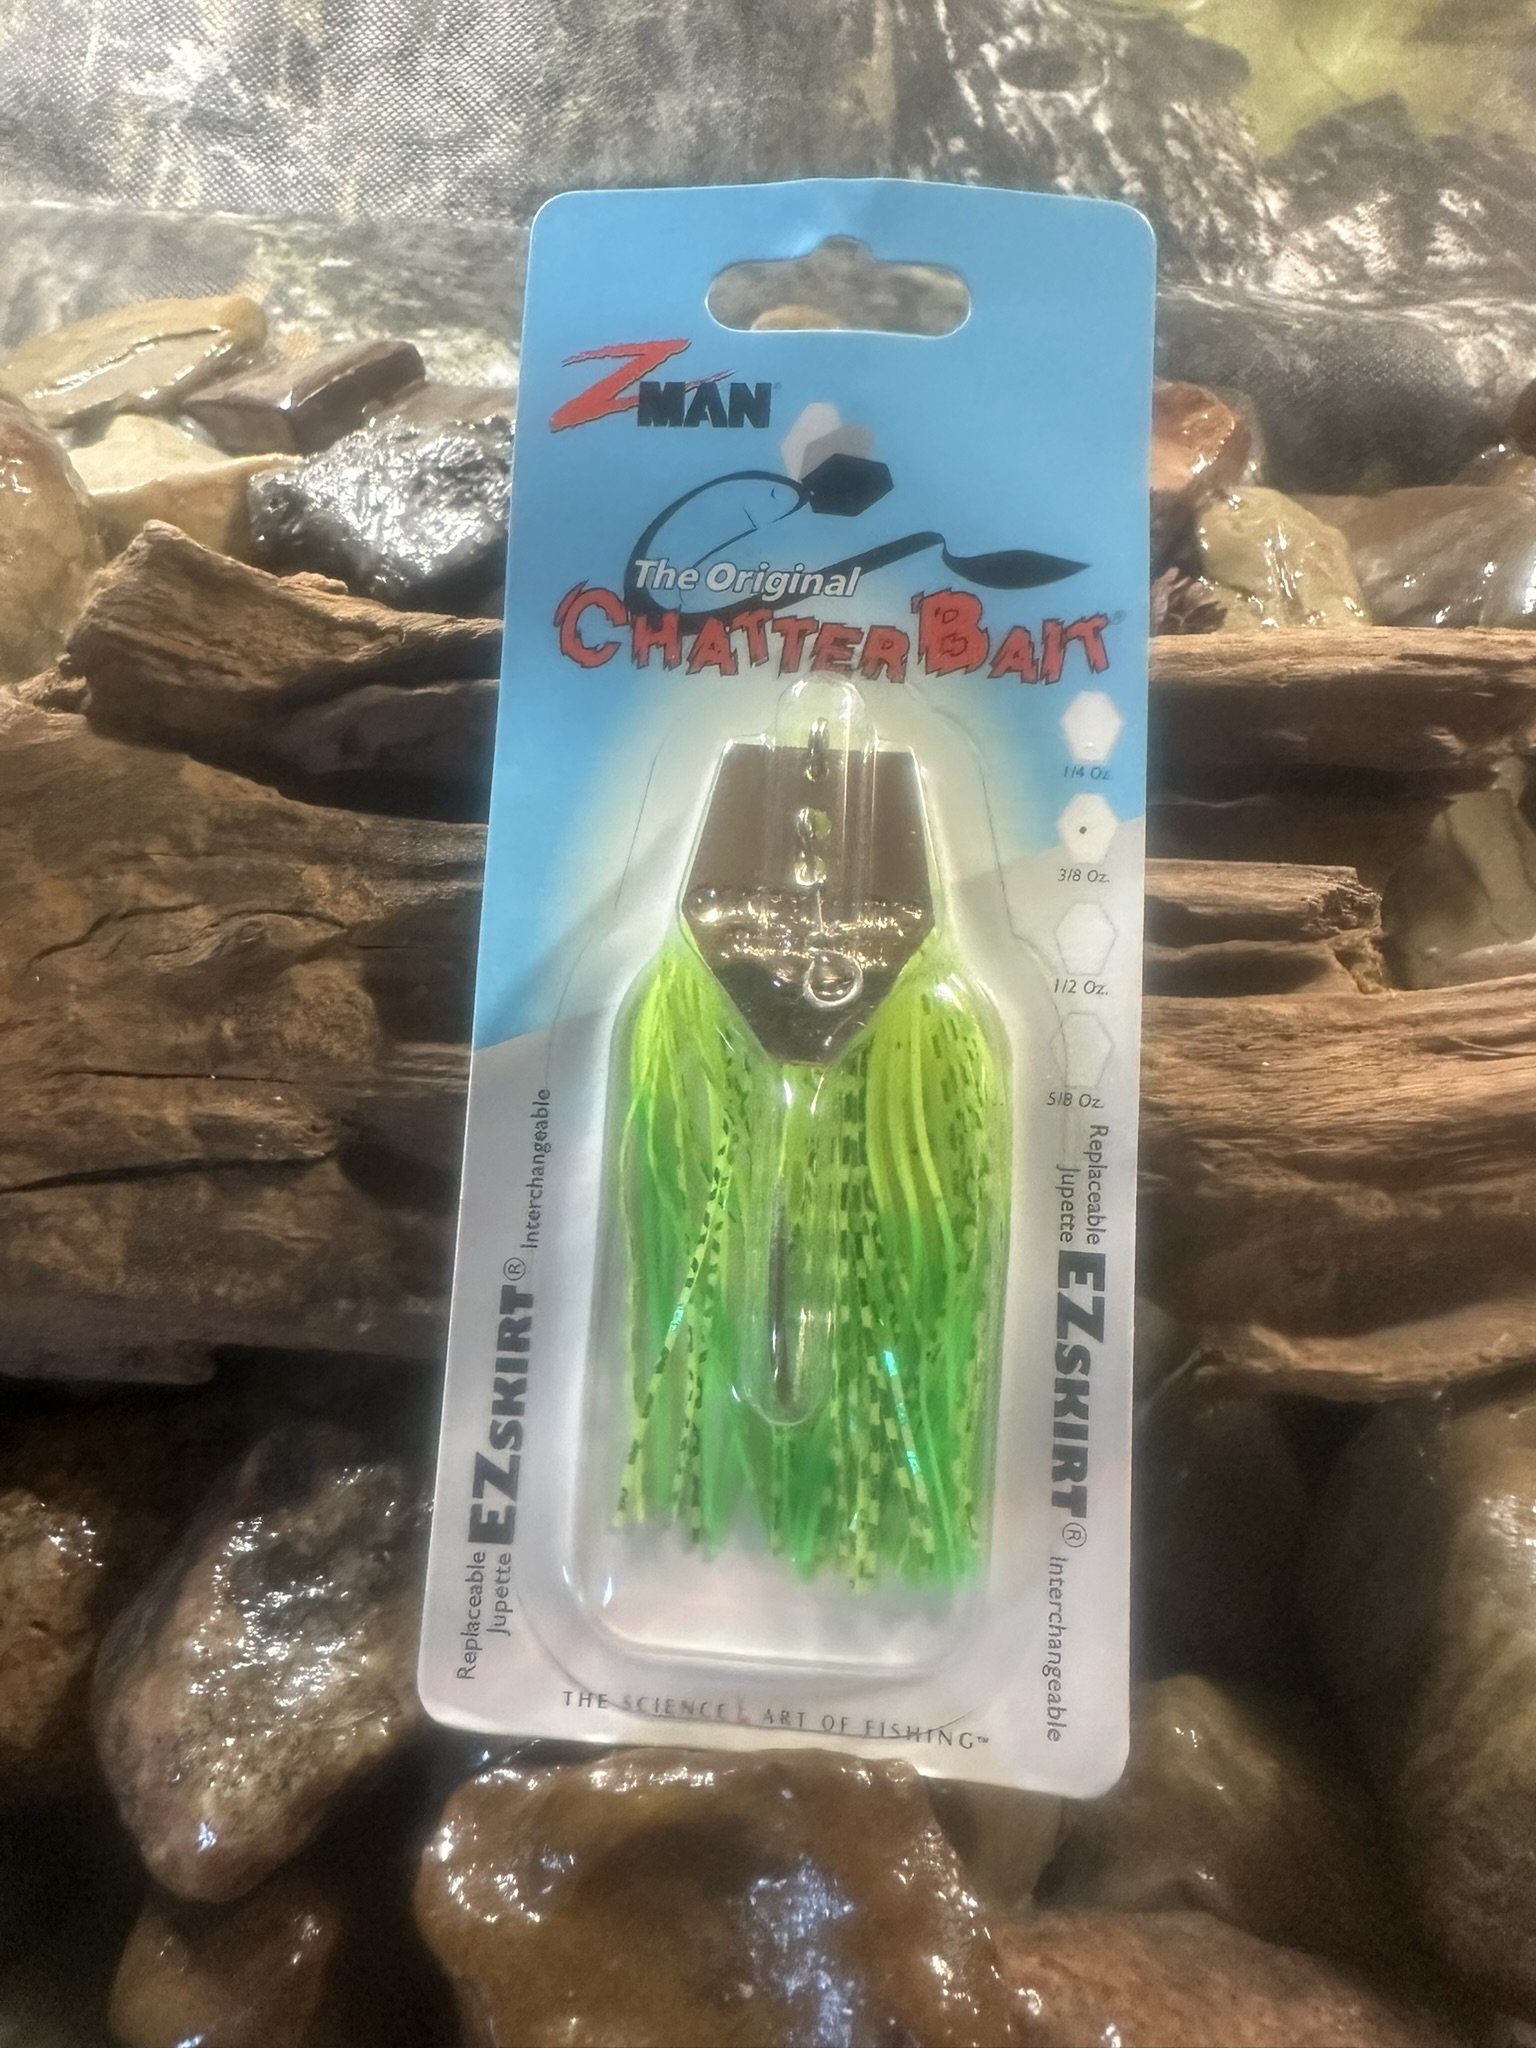 ZMAN®
The Original
CHATTERBAIT®
1/4 Oz.
3/8 Oz.
1/2 Oz.
5/8 Oz.
Replaceable
Jupette EZSKIRT® Interchangeable
Replaceable
Jupette EZSKIRT® Interchangeable
THE SCIENCE & ART OF FISHING™